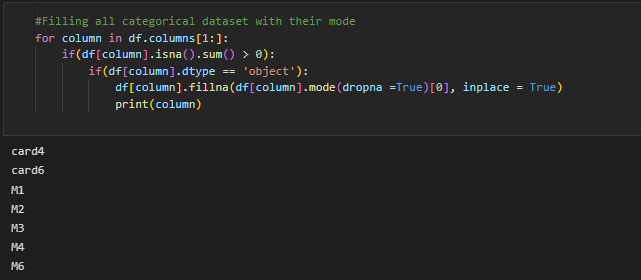 #Filling all categorical dataset with their mode
for column in df.columns[1:]:
    if(df[column].isna().sum() > 0):
        if(df[column].dtype == 'object'):
            df[column].fillna(df[column].mode(dropna =True)[0], inplace = True)
            print(column)
card4
card6
M1
M2
M3
M4
M6